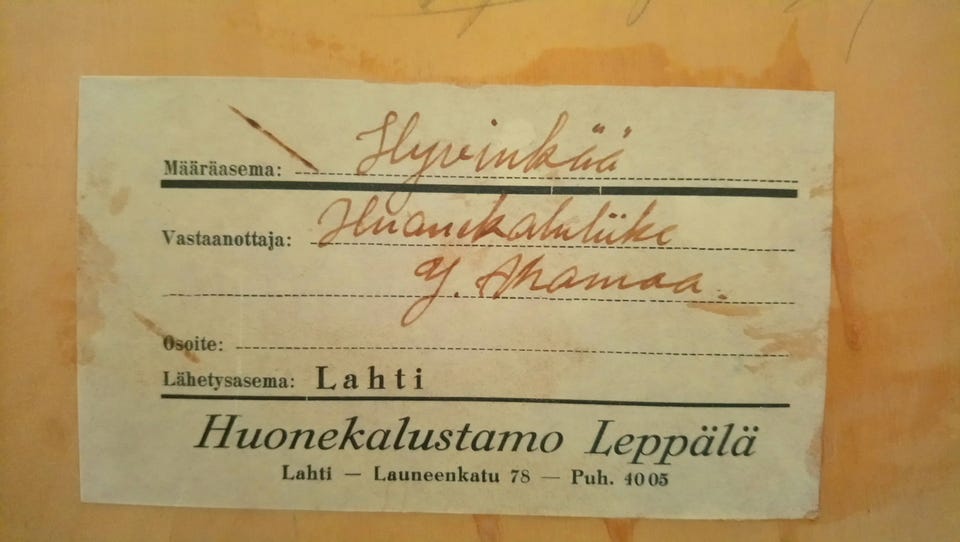 Määräasema: Hyvinkää
Vastaanottaja: Huonekaluliike
Y. Ahamaa.
Osoite:
Lähetysasema: Lahti
Huonekalustamo Leppälä
Lahti — Launeenkatu 78 — Puh. 4005